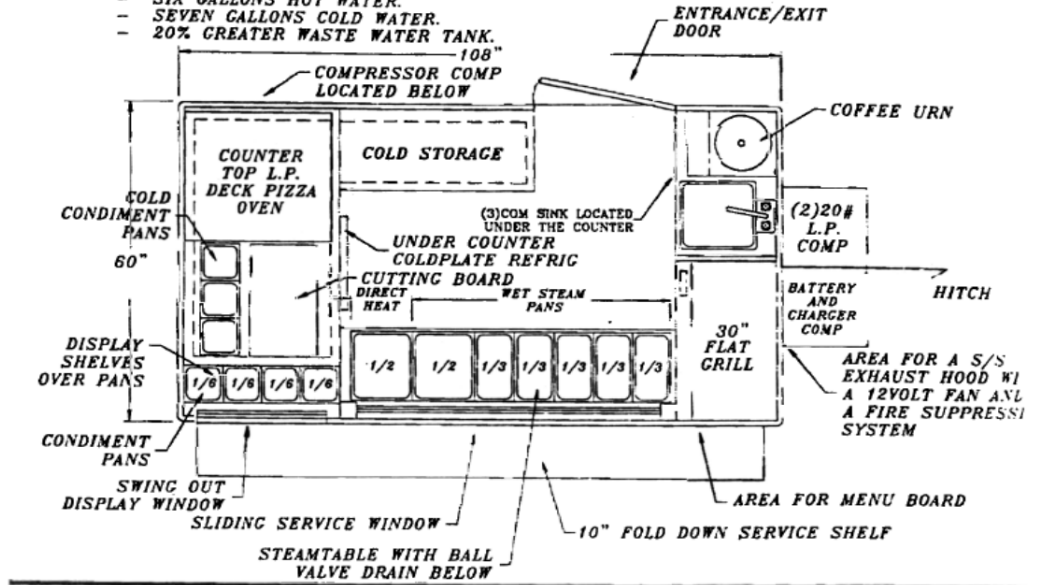 - SIX GALLONS HOT WATER.
- SEVEN GALLONS COLD WATER.
- 20% GREATER WASTE WATER TANK.
ENTRANCE/EXIT
DOOR
108"
COMPRESSOR COMP
LOCATED BELOW
COFFEE URN
COUNTER
TOP L.P.
DECK PIZZA
OVEN
COLD STORAGE
COLD
CONDIMENT
PANS
(3)COM SINK LOCATED
UNDER THE COUNTER
(2)20#
L.P.
COMP
UNDER COUNTER
COLDPLATE REFRIG
60"
CUTTING BOARD
DIRECT
HEAT
WET STEAM
PANS
BATTERY
AND
CHARGER
COMP
HITCH
30"
FLAT
GRILL
DISPLAY
SHELVES
OVER PANS
1/6 1/6 1/6 1/6
1/2 1/2 1/3 1/3 1/3 1/3 1/3
AREA FOR A S/S
EXHAUST HOOD
A 12VOLT FAN
A FIRE
SYSTEM
CONDIMENT
PANS
SWING OUT
DISPLAY WINDOW
AREA FOR MENU BOARD
SLIDING SERVICE WINDOW
10" FOLD DOWN SERVICE SHELF
STEAMTABLE WITH BALL
VALVE DRAIN BELOW